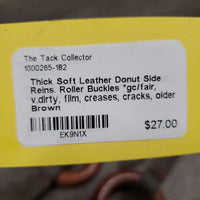 The Tack Collector
1000265-182
Thick Soft Leather Donut Side
Reins, Roller Buckles *gc/fair,
v.dirty, film, creases, cracks, older
Brown
EK9N1X
$27.00